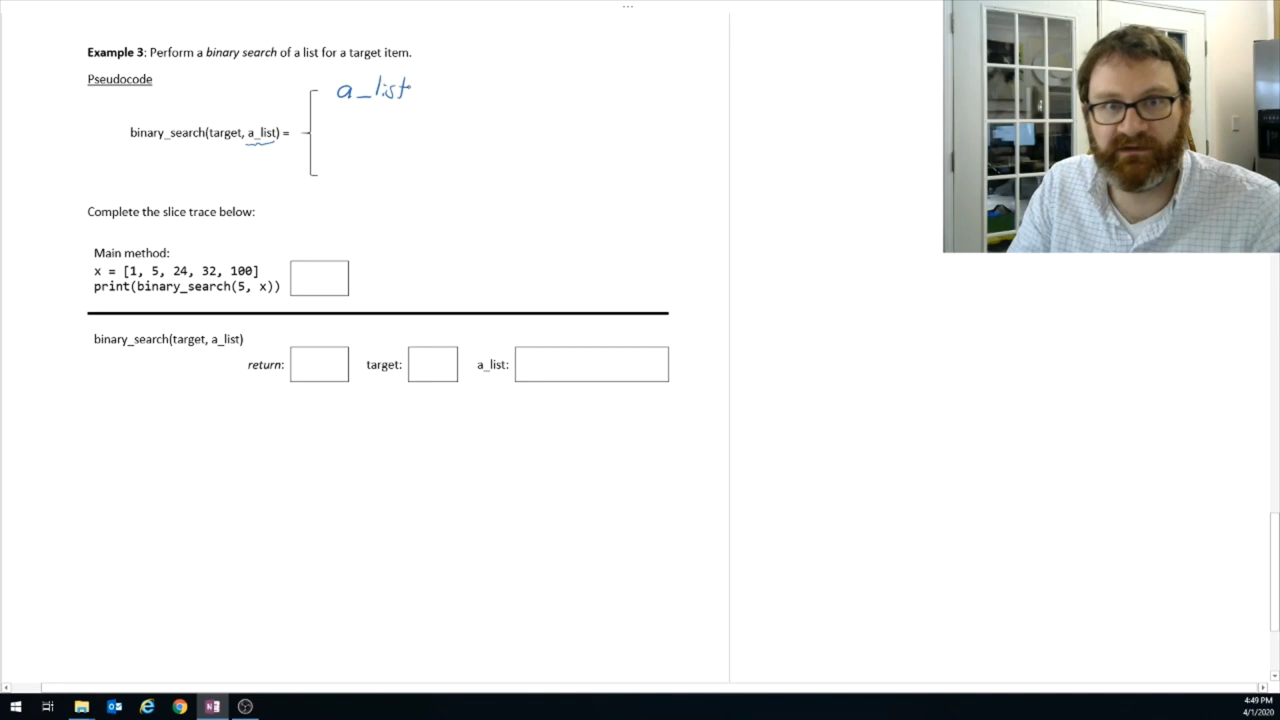 Example 3: Perform a binary search of a list for a target item.
Pseudocode
a_list
binary_search(target, a_list) =
Complete the slice trace below:
Main method:
x = [1, 5, 24, 32, 100]
print(binary_search(5, x))
binary_search(target, a_list)
return: target: a_list:
4:49 PM
4/1/2020